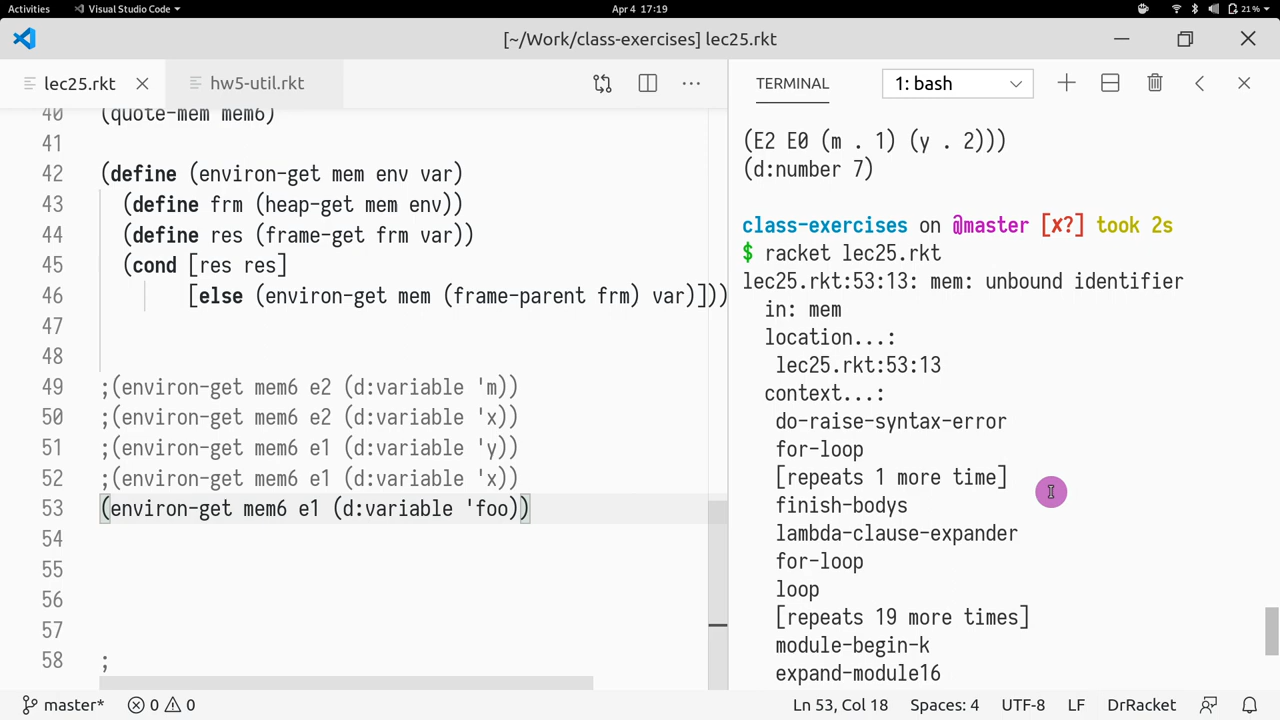 Activities Visual Studio Code Apr 4 17:19 21%
[~/Work/class-exercises] lec25.rkt
lec25.rkt hw5-util.rkt
40 (quote-mem mem6)
41
42 (define (environ-get mem env var)
43 (define frm (heap-get mem env))
44 (define res (frame-get frm var))
45 (cond [res res]
46 [else (environ-get mem (frame-parent frm) var)]))
47
48
49 ;(environ-get mem6 e2 (d:variable 'm))
50 ;(environ-get mem6 e2 (d:variable 'x))
51 ;(environ-get mem6 e1 (d:variable 'y))
52 ;(environ-get mem6 e1 (d:variable 'x))
53 (environ-get mem6 e1 (d:variable 'foo))
54
55
56
57
58 ;
TERMINAL 1: bash
(E2 E0 (m . 1) (y . 2)))
(d:number 7)
class-exercises on @master [✘?] took 2s
$ racket lec25.rkt
lec25.rkt:53:13: mem: unbound identifier
in: mem
location...:
lec25.rkt:53:13
context...:
do-raise-syntax-error
for-loop
[repeats 1 more time]
finish-bodys
lambda-clause-expander
for-loop
loop
[repeats 19 more times]
module-begin-k
expand-module16
master* 0 0 Ln 53, Col 18 Spaces: 4 UTF-8 LF DrRacket